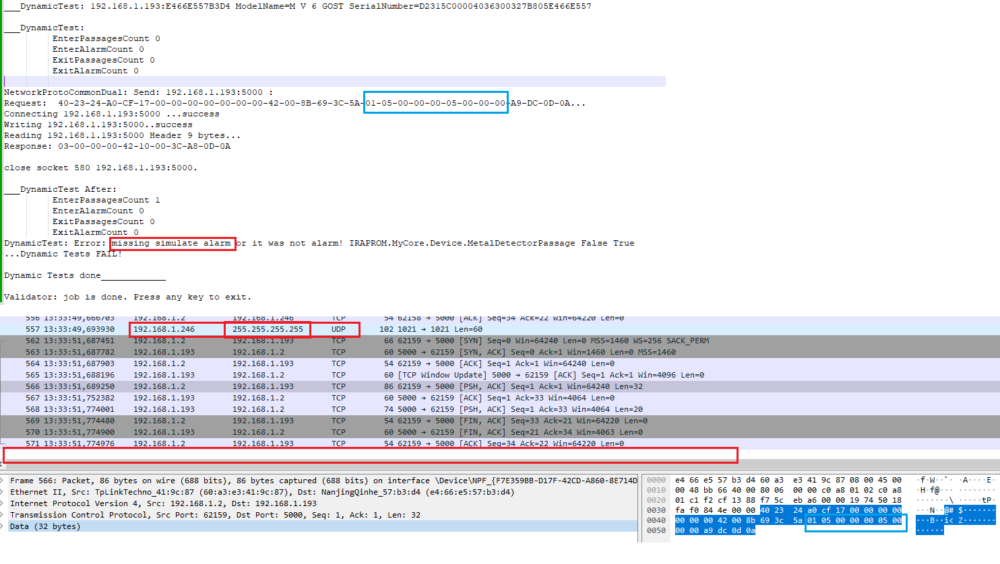 ___DynamicTest: 192.168.1.193:E466E557B3D4 ModelName=M V 6 GOST SerialNumber=D2315C00004036300327B805E466E557
___DynamicTest:
EnterPassagesCount 0
EnterAlarmCount 0
ExitPassagesCount 0
ExitAlarmCount 0
NetworkProtoCommonDual: Send: 192.168.1.193:5000 :
Request:  40-23-24-A0-CF-17-00-00-00-00-00-00-00-42-00-8B-69-3C-5A-01-05-00-00-00-05-00-00-00-A9-DC-0D-0A...
Connecting 192.168.1.193:5000 ...success
Writing 192.168.1.193:5000..success
Reading 192.168.1.193:5000 Header 9 bytes...
Response: 03-00-00-00-42-10-00-3C-A8-0D-0A
close socket 580 192.168.1.193:5000.
___DynamicTest After:
EnterPassagesCount 1
EnterAlarmCount 0
ExitPassagesCount 0
ExitAlarmCount 0
DynamicTest: Error: missing simulate alarm or it was not alarm! IRAPROM.MyCore.Device.MetalDetectorPassage False True
...Dynamic Tests FAIL!
Dynamic Tests done____________
Validator: job is done. Press any key to exit.
556 13:33:49,666703 192.168.1.2 192.168.1.246 TCP 54 62158 → 5000 [ACK] Seq=34 Ack=22 Win=64220 Len=0
557 13:33:49,693930 192.168.1.246 255.255.255.255 UDP 102 1021 → 1021 Len=60
562 13:33:51,687451 192.168.1.2 192.168.1.193 TCP 66 62159 → 5000 [SYN] Seq=0 Win=64240 Len=0 MSS=1460 WS=256 SACK_PERM
563 13:33:51,687782 192.168.1.193 192.168.1.2 TCP 60 5000 → 62159 [SYN, ACK] Seq=0 Ack=1 Win=1460 Len=0 MSS=1460
564 13:33:51,687903 192.168.1.2 192.168.1.193 TCP 54 62159 → 5000 [ACK] Seq=1 Ack=1 Win=64240 Len=0
565 13:33:51,688196 192.168.1.193 192.168.1.2 TCP 60 [TCP Window Update] 5000 → 62159 [ACK] Seq=1 Ack=1 Win=4096 Len=0
566 13:33:51,689250 192.168.1.2 192.168.1.193 TCP 86 62159 → 5000 [PSH, ACK] Seq=1 Ack=1 Win=64240 Len=32
567 13:33:51,752382 192.168.1.193 192.168.1.2 TCP 60 5000 → 62159 [ACK] Seq=1 Ack=33 Win=4064 Len=0
568 13:33:51,774001 192.168.1.193 192.168.1.2 TCP 74 5000 → 62159 [PSH, ACK] Seq=1 Ack=33 Win=4064 Len=20
569 13:33:51,774480 192.168.1.2 192.168.1.193 TCP 54 62159 → 5000 [FIN, ACK] Seq=33 Ack=21 Win=64220 Len=0
570 13:33:51,774900 192.168.1.193 192.168.1.2 TCP 60 5000 → 62159 [FIN, ACK] Seq=21 Ack=34 Win=4063 Len=0
571 13:33:51,774976 192.168.1.2 192.168.1.193 TCP 54 62159 → 5000 [ACK] Seq=34 Ack=22 Win=64220 Len=0
Frame 566: Packet, 86 bytes on wire (688 bits), 86 bytes captured (688 bits) on interface \Device\NPF_{F7E359BB-D17F-42CD-A860-8E714D
Ethernet II, Src: TpLinkTechno_41:9c:87 (60:a3:e3:41:9c:87), Dst: NanjingQinhe_57:b3:d4 (e4:66:e5:57:b3:d4)
Internet Protocol Version 4, Src: 192.168.1.2, Dst: 192.168.1.193
Transmission Control Protocol, Src Port: 62159, Dst Port: 5000, Seq: 1, Ack: 1, Len: 32
Data (32 bytes)
0000 e4 66 e5 57 b3 d4 60 a3 e3 41 9c 87 08 00 45 00 ·f·W··`· ·A····E·
0010 00 48 bb 66 40 00 80 06 00 00 c0 a8 01 02 c0 a8 ·H·f@··· ········
0020 01 c1 f2 cf 13 88 f7 5c eb a6 00 00 19 74 50 18 ·······\ ·····tP·
0030 fa f0 84 4e 00 00 40 23 24 a0 cf 17 00 00 00 00 ···N··@# $·······
0040 00 00 00 42 00 8b 69 3c 5a 01 05 00 00 00 05 00 ···B··i< Z·······
0050 00 00 a9 dc 0d 0a ······